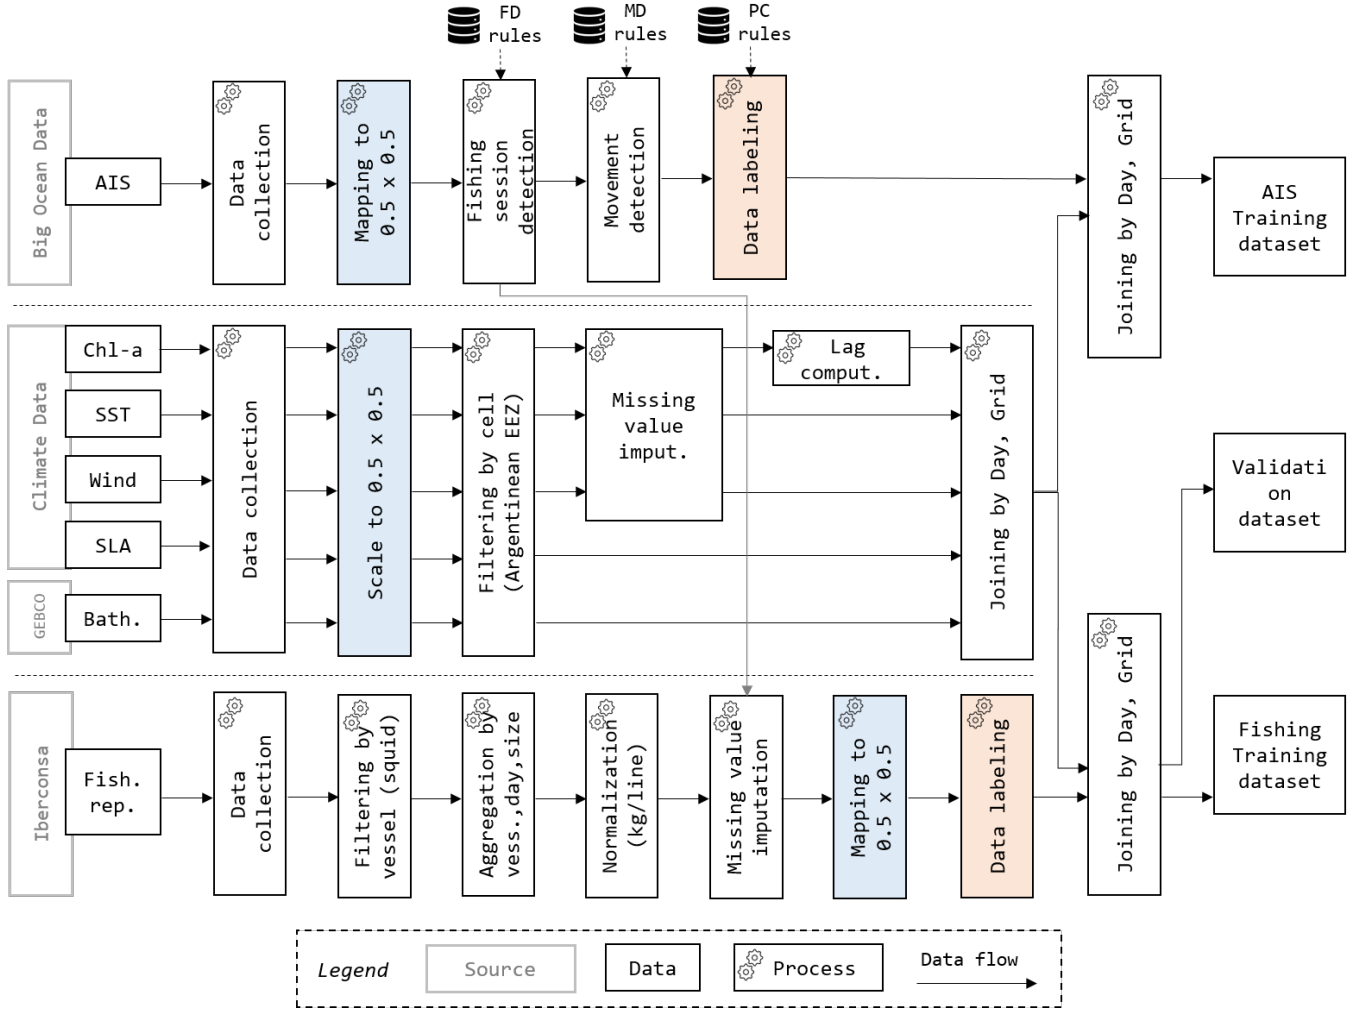 FD
rules
MD
rules
PC
rules
Big Ocean Data
AIS
Data
collection
Mapping to
0.5 x 0.5
Fishing
session
detection
Movement
detection
Data labeling
Joining by Day, Grid
AIS
Training
dataset
Climate Data
Chl-a
SST
Wind
SLA
GEBCO
Bath.
Data collection
Scale to 0.5 x 0.5
Filtering by cell
(Argentinean EEZ)
Missing
value
imput.
Lag
comput.
Joining by Day, Grid
Validati
on
dataset
Iberconsa
Fish.
rep.
Data
collection
Filtering by
vessel (squid)
Aggregation by
vess.,day,size
Normalization
(kg/line)
Missing value
imputation
Mapping to
0.5 x 0.5
Data labeling
Joining by Day, Grid
Fishing
Training
dataset
Legend
Source
Data
Process
Data flow